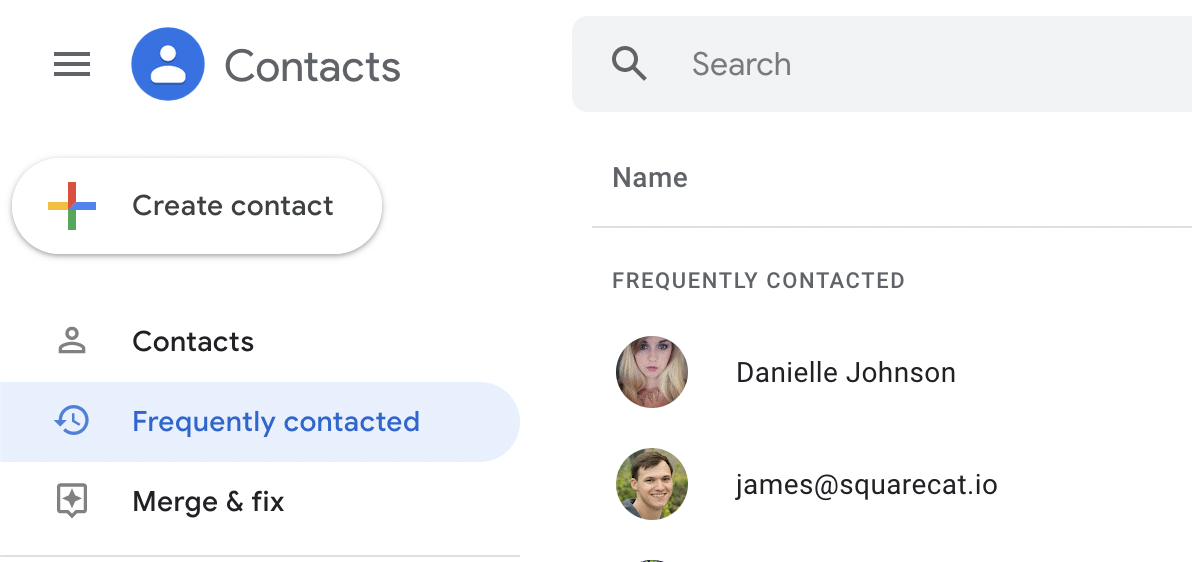 Contacts
Search
Create contact
Name
FREQUENTLY CONTACTED
Contacts
Danielle Johnson
Frequently contacted
james@squarecat.io
Merge & fix